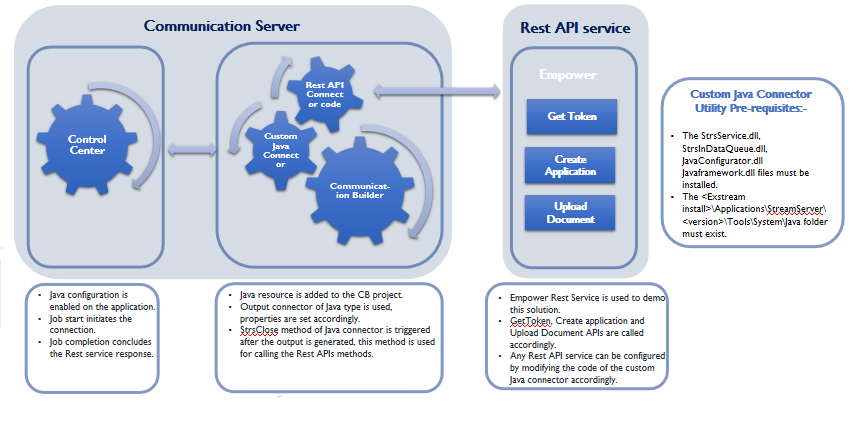 Communication Server
Rest API service
Control
Center
Rest API
Connect
or code
Custom
Java
Connect
or
Communicat-
ion Builder
Empower
Get Token
Create
Application
Upload
Document
Custom Java Connector
Utility Pre-requisites:-
• The StrsService.dll,
StrsInDataQueue.dll,
JavaConfigurator.dll
Javaframework.dll files must be
installed.
• The <Exstream
install>\Applications\StreamServer\
<version>\Tools\System\Java folder
must exist.
• Java configuration is
enabled on the application.
• Job start initiates the
connection.
• Job completion concludes
the Rest service response.
• Java resource is added to the CB project.
• Output connector of Java type is used,
properties are set accordingly.
• StrsClose method of Java connector is triggered
after the output is generated, this method is used
for calling the Rest APIs methods.
• Empower Rest Service is used to demo
this solution.
• GetToken, Create application and
Upload Document APIs are called
accordingly.
• Any Rest API service can be configured
by modifying the code of the custom
Java connector accordingly.